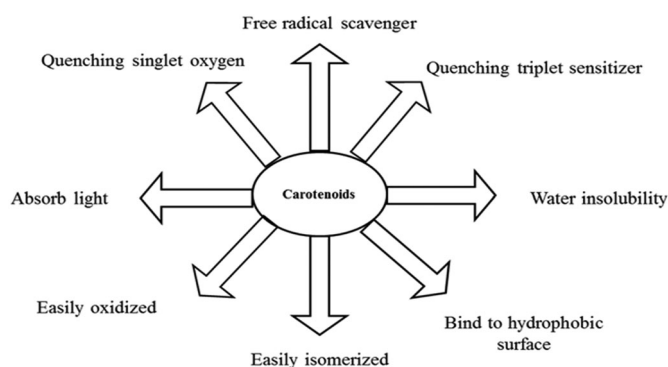 Free radical scavenger
Quenching singlet oxygen
Quenching triplet sensitizer
Carotenoids
Absorb light
Water insolubility
Easily oxidized
Bind to hydrophobic
surface
Easily isomerized